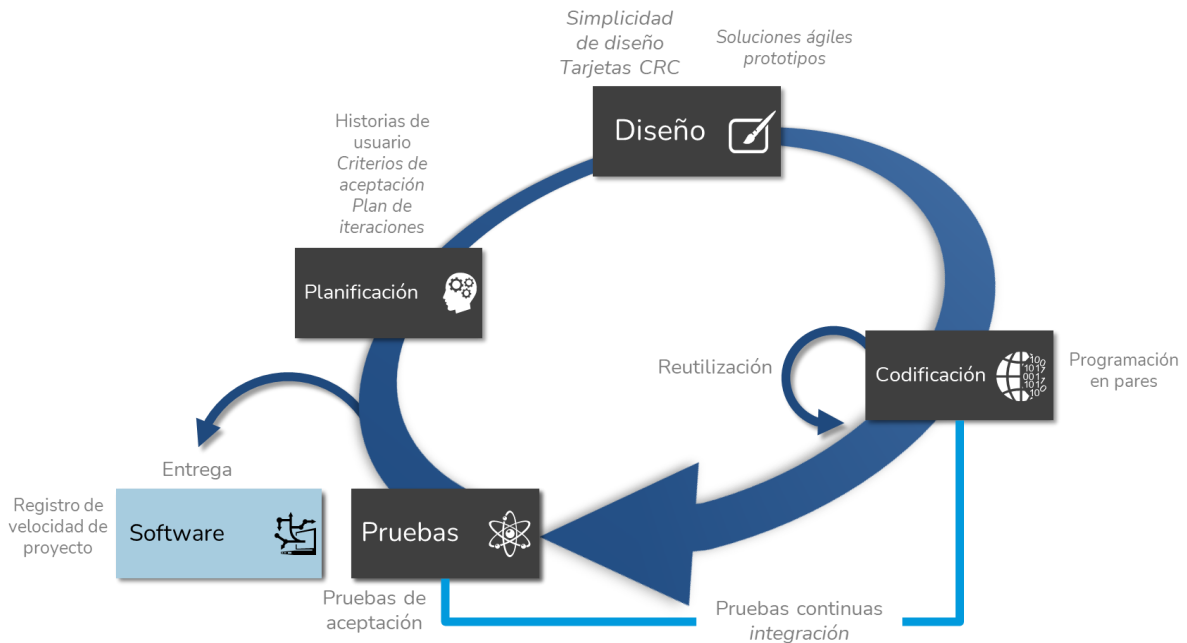 Simplicidad
de diseño
Tarjetas CRC
Soluciones ágiles
prototipos
Diseño
Historias de
usuario
Criterios de
aceptación
Plan de
iteraciones
Planificación
Reutilización
Codificación
Programación
en pares
Entrega
Registro de
velocidad de
proyecto
Software
Pruebas
Pruebas de
aceptación
Pruebas continuas
integración